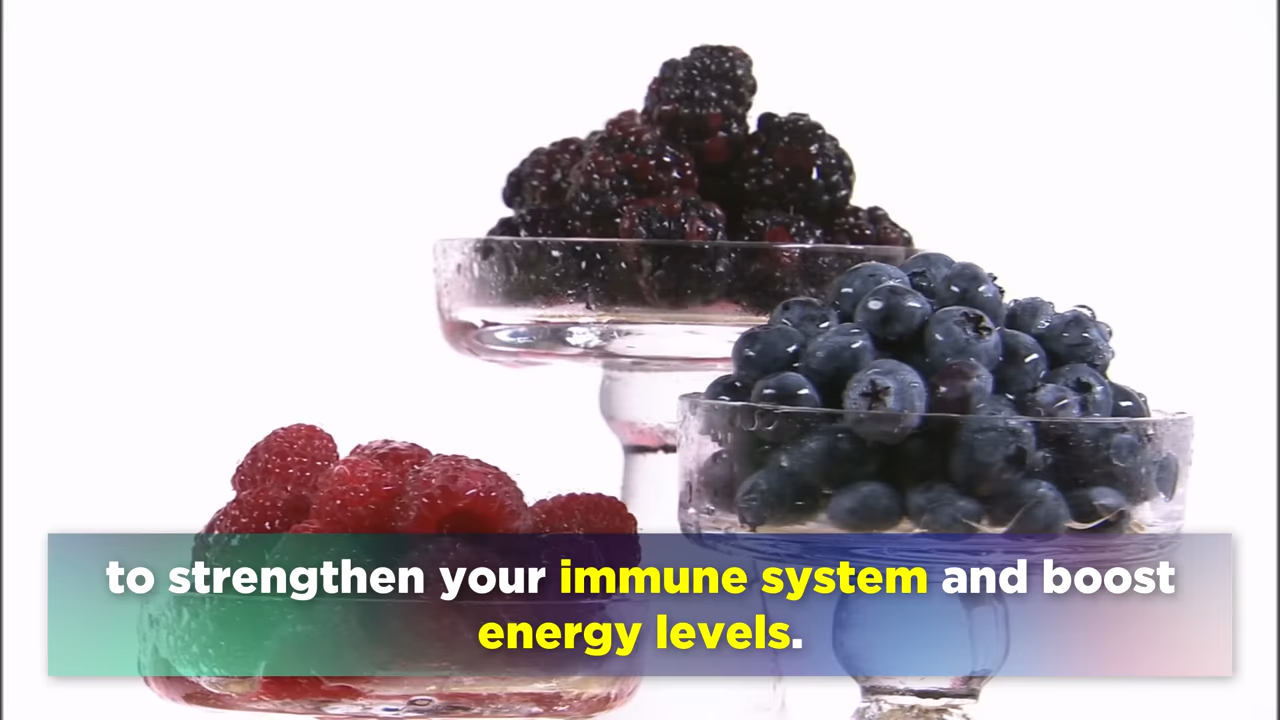 to strengthen your immune system and boost
energy levels.